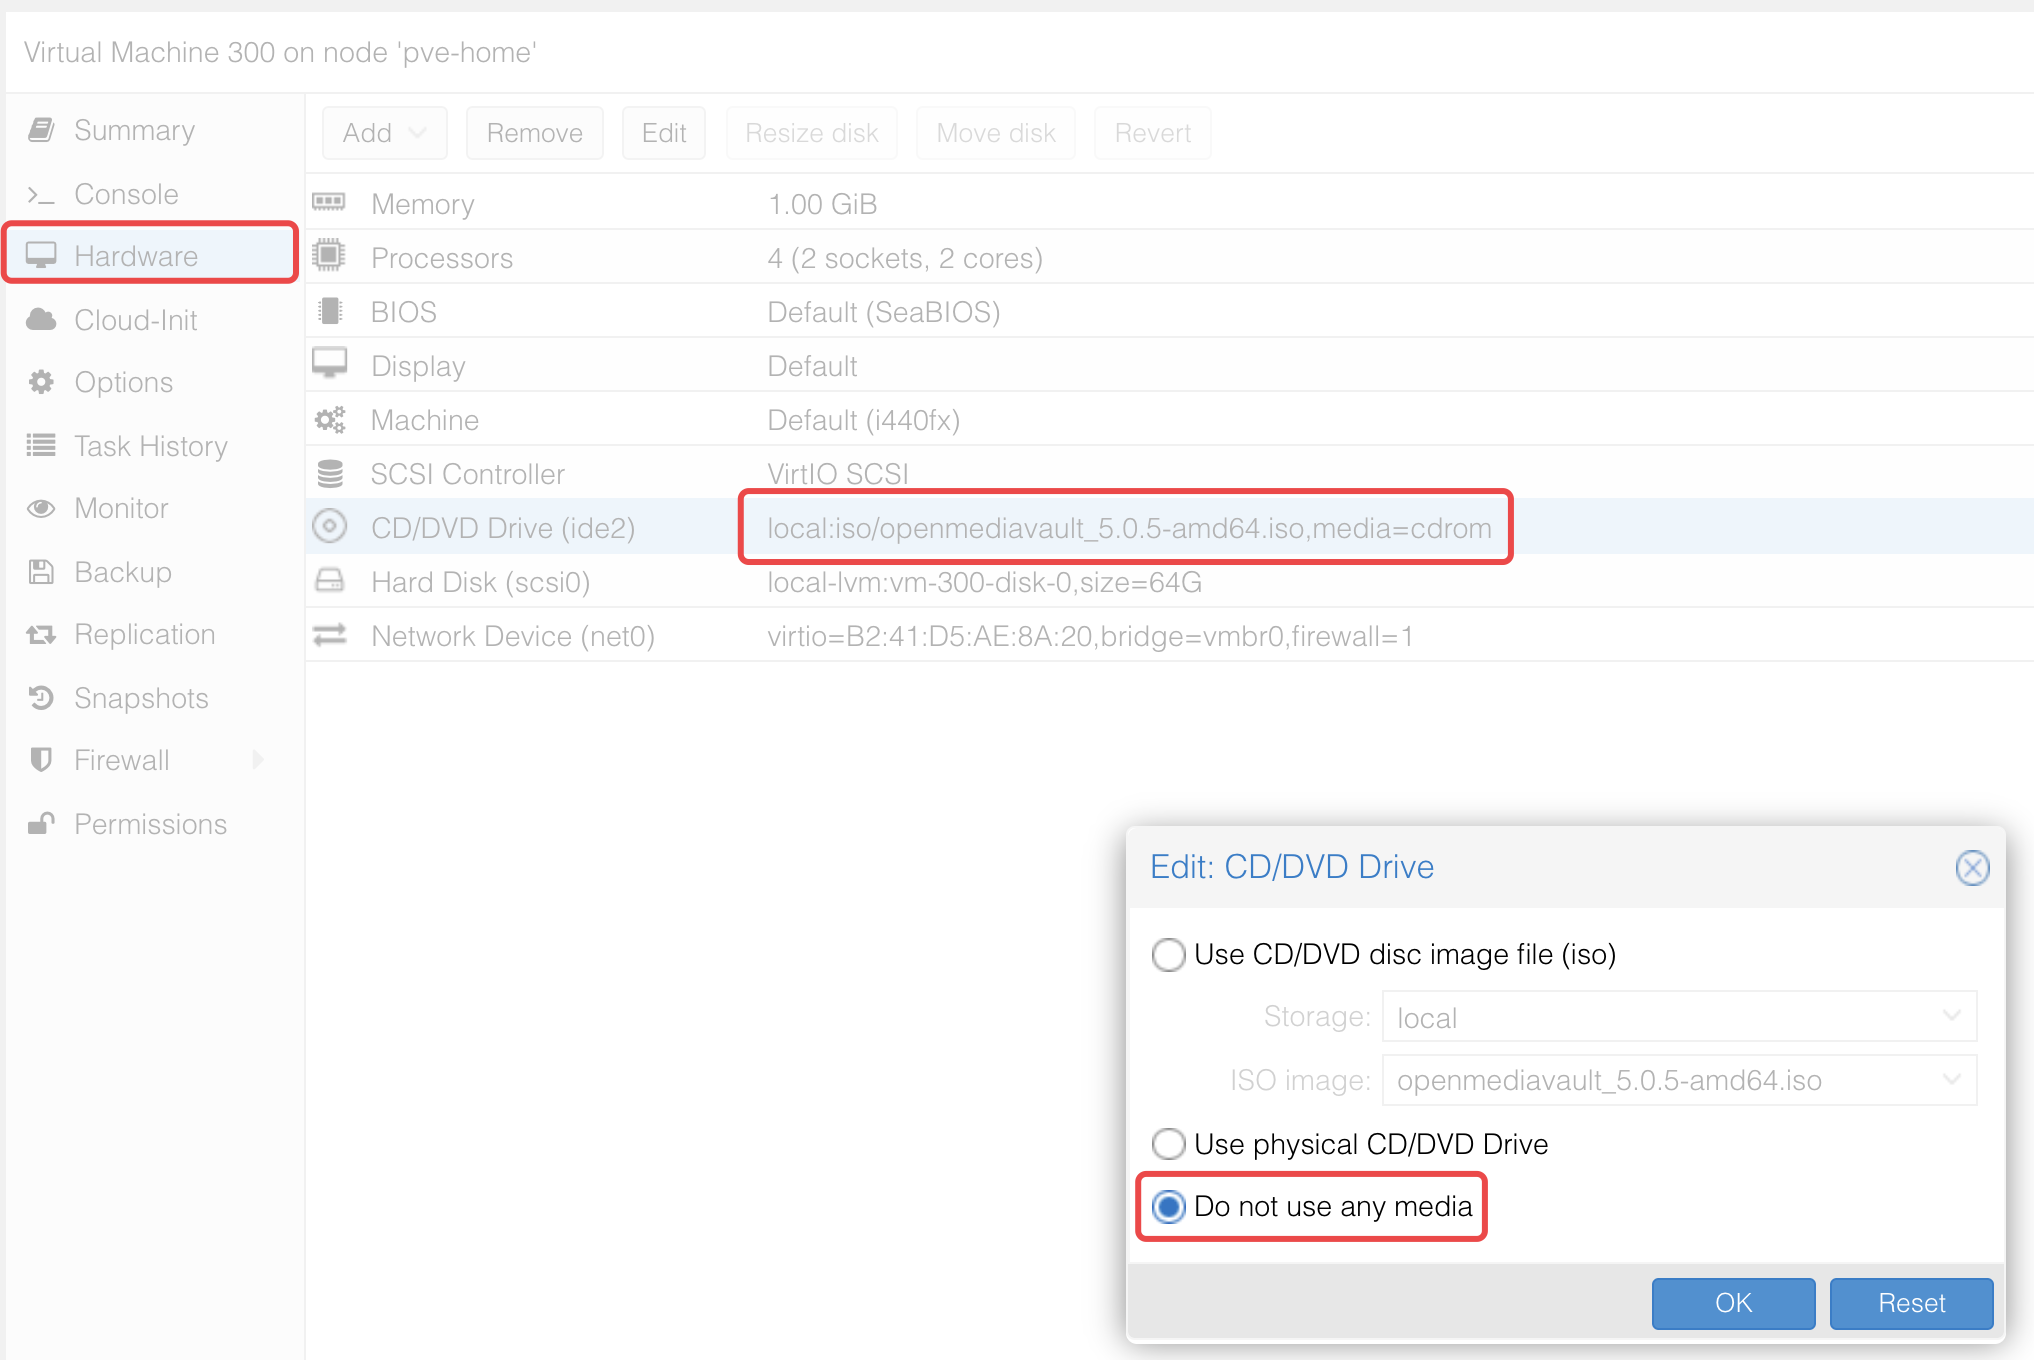 Virtual Machine 300 on node 'pve-home'
Summary
Console
Hardware
Cloud-Init
Options
Task History
Monitor
Backup
Replication
Snapshots
Firewall
Permissions
Add Remove Edit Resize disk Move disk Revert
Memory 1.00 GiB
Processors 4 (2 sockets, 2 cores)
BIOS Default (SeaBIOS)
Display Default
Machine Default (i440fx)
SCSI Controller VirtIO SCSI
CD/DVD Drive (ide2) local:iso/openmediavault_5.0.5-amd64.iso,media=cdrom
Hard Disk (scsi0) local-lvm:vm-300-disk-0,size=64G
Network Device (net0) virtio=B2:41:D5:AE:8A:20,bridge=vmbr0,firewall=1
Edit: CD/DVD Drive
Use CD/DVD disc image file (iso)
Storage: local
ISO image: openmediavault_5.0.5-amd64.iso
Use physical CD/DVD Drive
Do not use any media
OK Reset